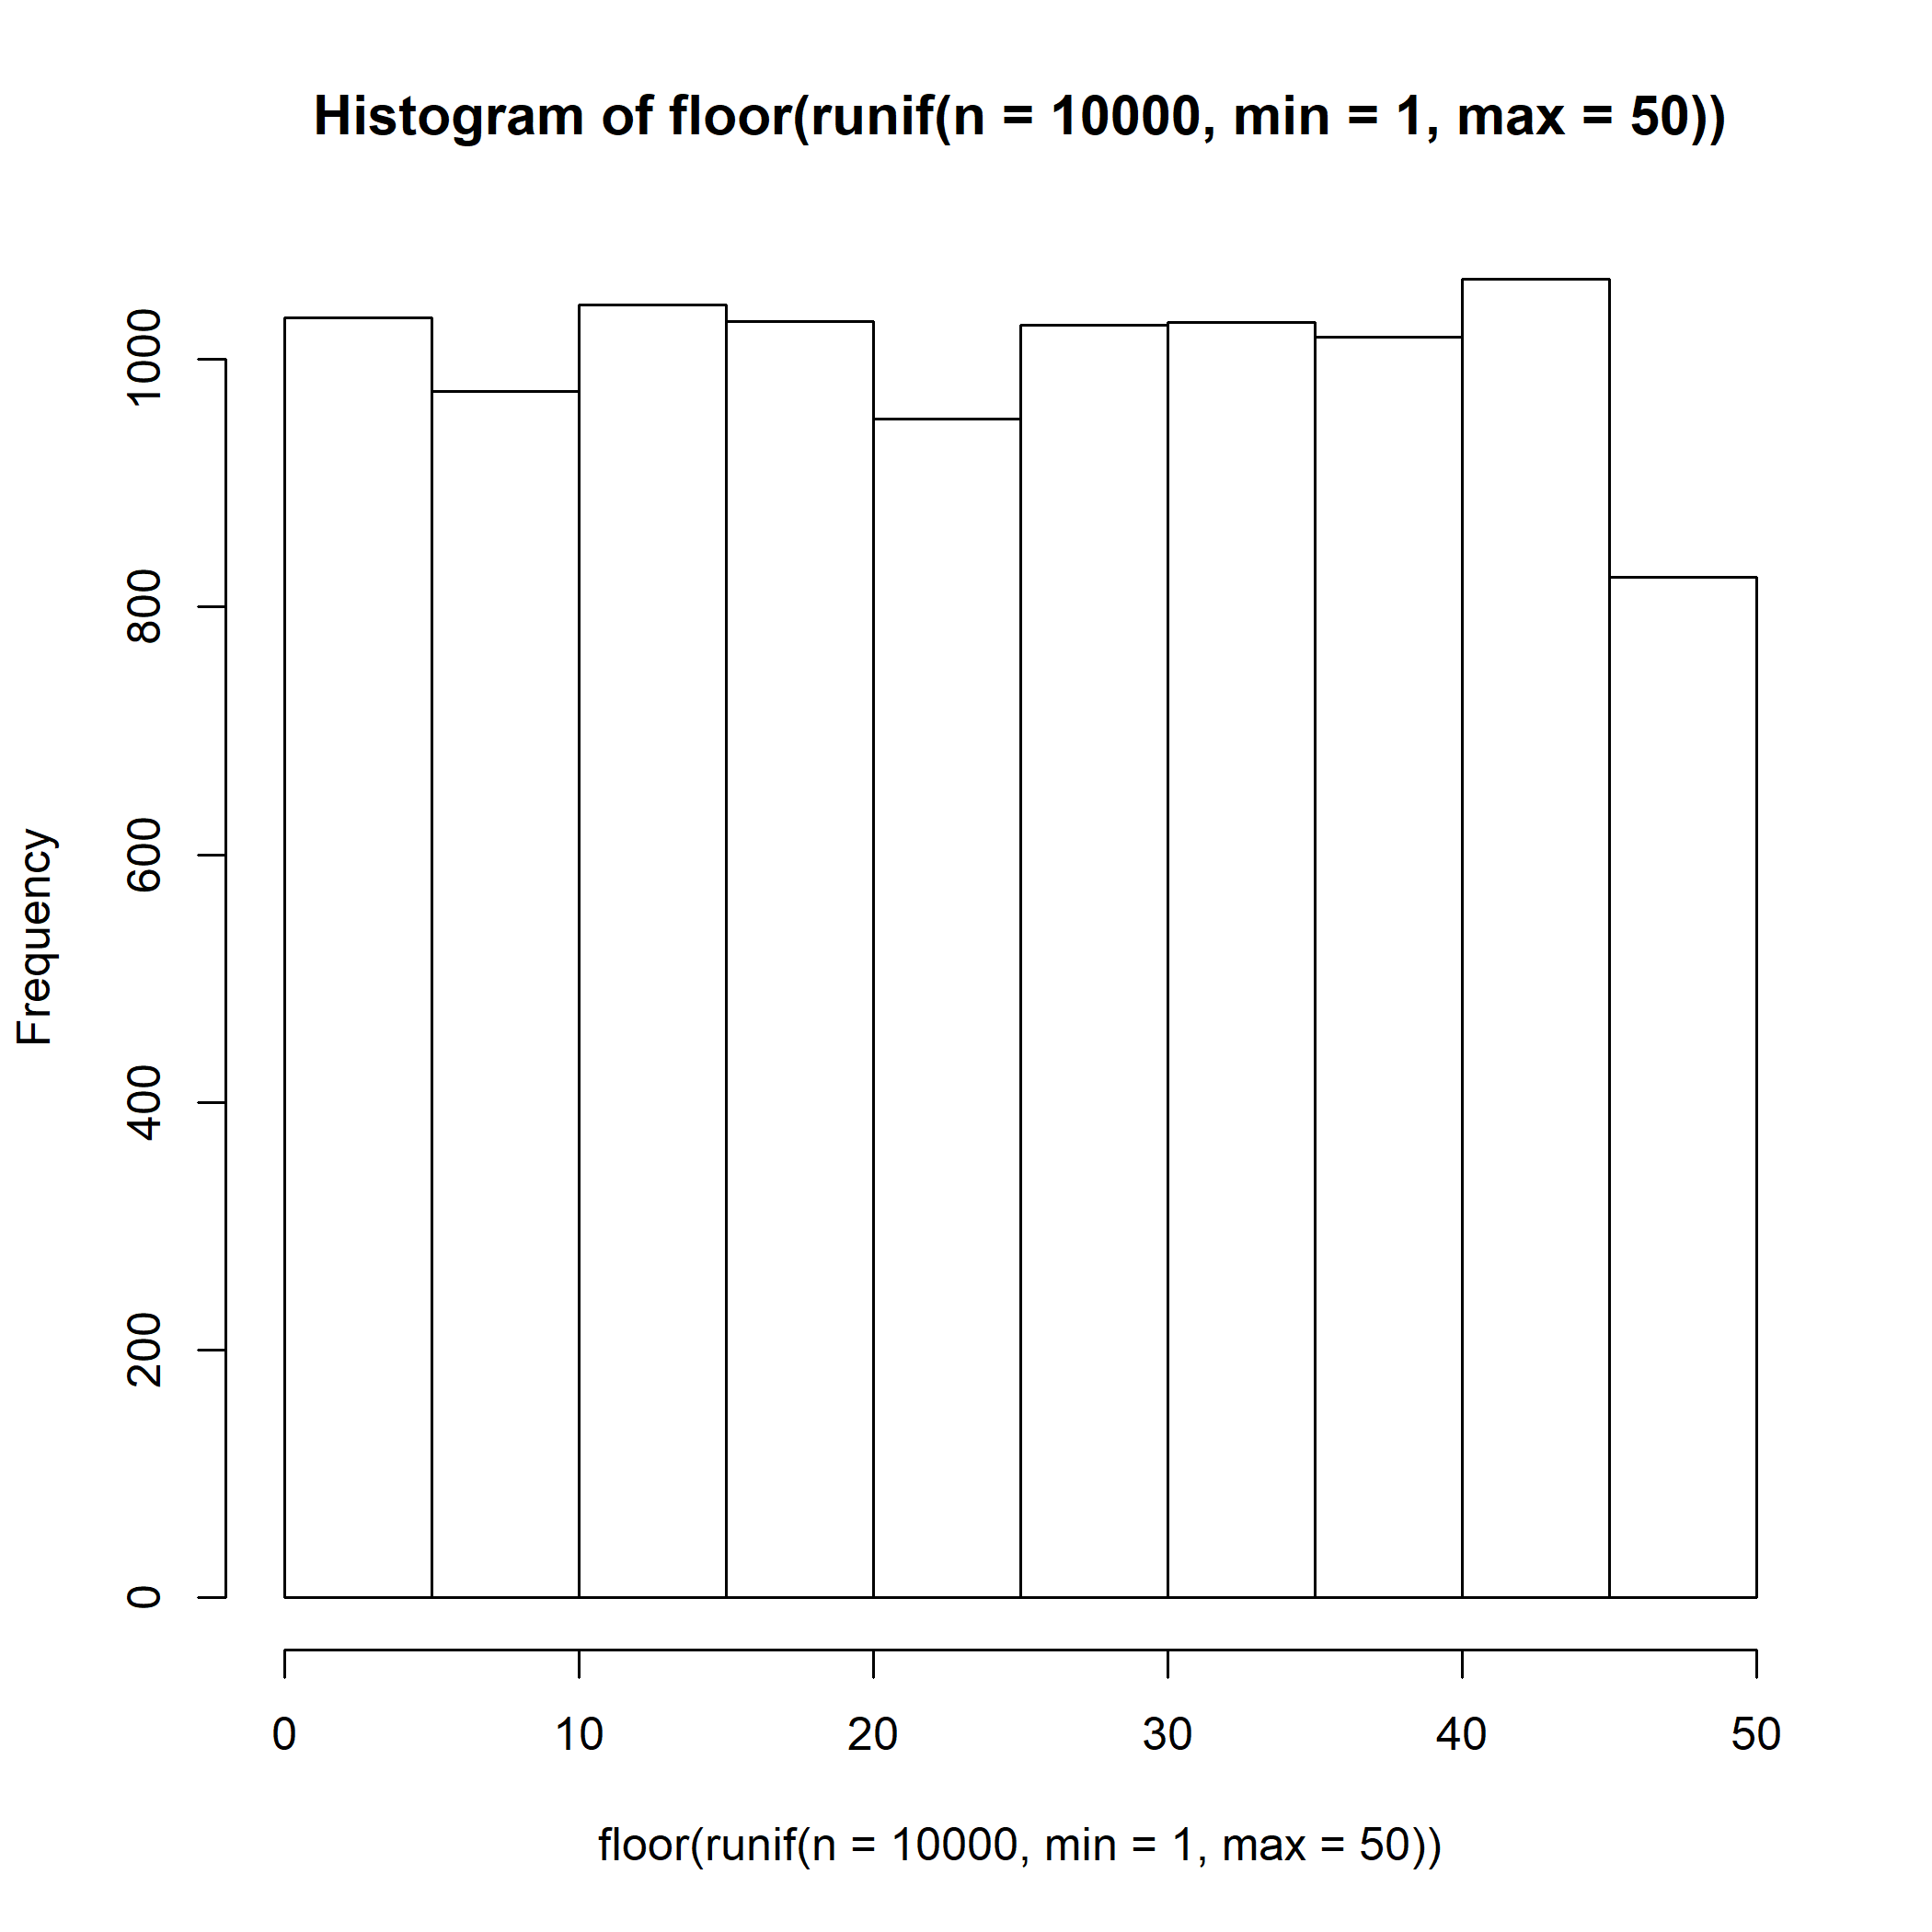 Histogram of floor(runif(n = 10000, min = 1, max = 50))
Frequency
1000
800
600
400
200
0
0 10 20 30 40 50
floor(runif(n = 10000, min = 1, max = 50))